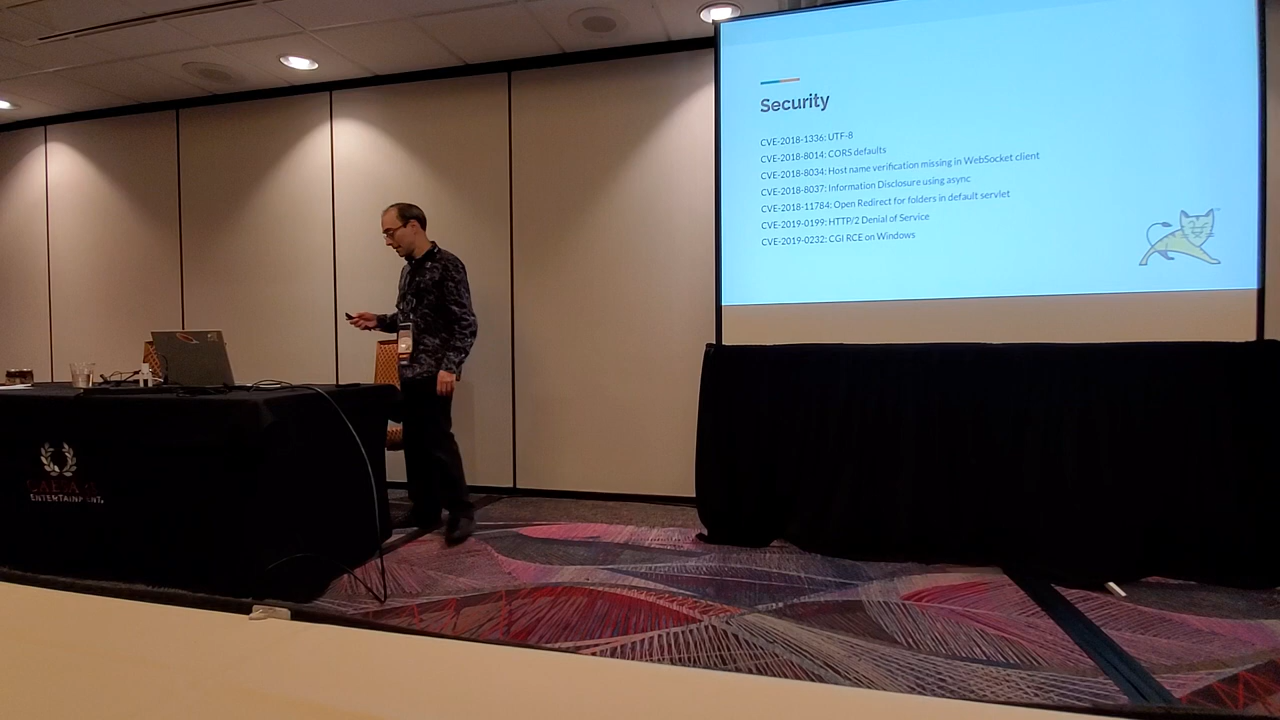 Security
CVE-2018-1336: UTF-8
CVE-2018-8014: CORS defaults
CVE-2018-8034: Host name verification missing in WebSocket client
CVE-2018-8037: Information Disclosure using async
CVE-2018-11784: Open Redirect for folders in default servlet
CVE-2019-0199: HTTP/2 Denial of Service
CVE-2019-0232: CGI RCE on Windows
ENTERTAINMENT